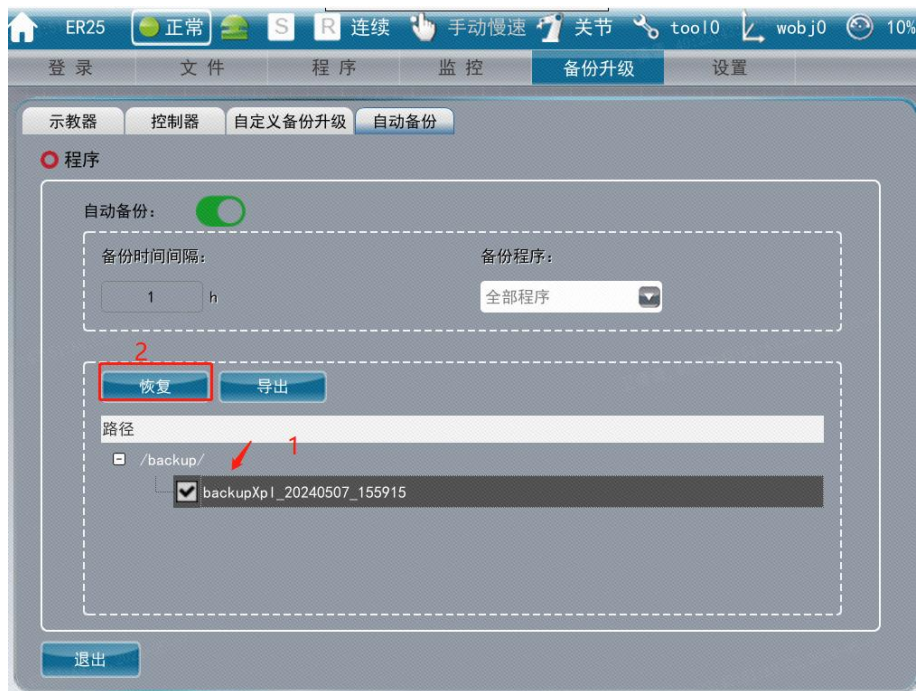 ER25 正常 S R 连续 手动慢速 关节 tool0 wobj0 10%
登录 文件 程序 监控 备份升级 设置
示教器 控制器 自定义备份升级 自动备份
程序
自动备份：
备份时间间隔： 备份程序：
1 h 全部程序
2
恢复 导出
路径
1
/backup/
backupXpl_20240507_155915
退出